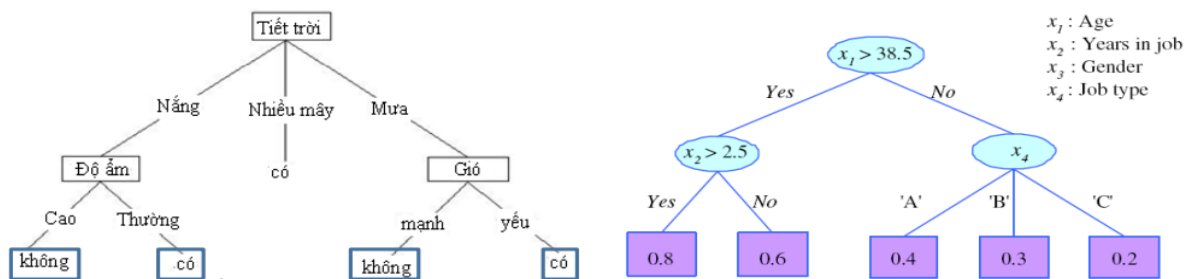 Tiết trời
Nắng
Nhiều mây
Mưa
Độ ẩm
có
Gió
Cao
Thường
mạnh
yếu
không
có
không
có
x1 : Age
x2 : Years in job
x3 : Gender
x4 : Job type
x1 > 38.5
Yes
No
x2 > 2.5
x4
Yes
No
'A'
'B'
'C'
0.8
0.6
0.4
0.3
0.2